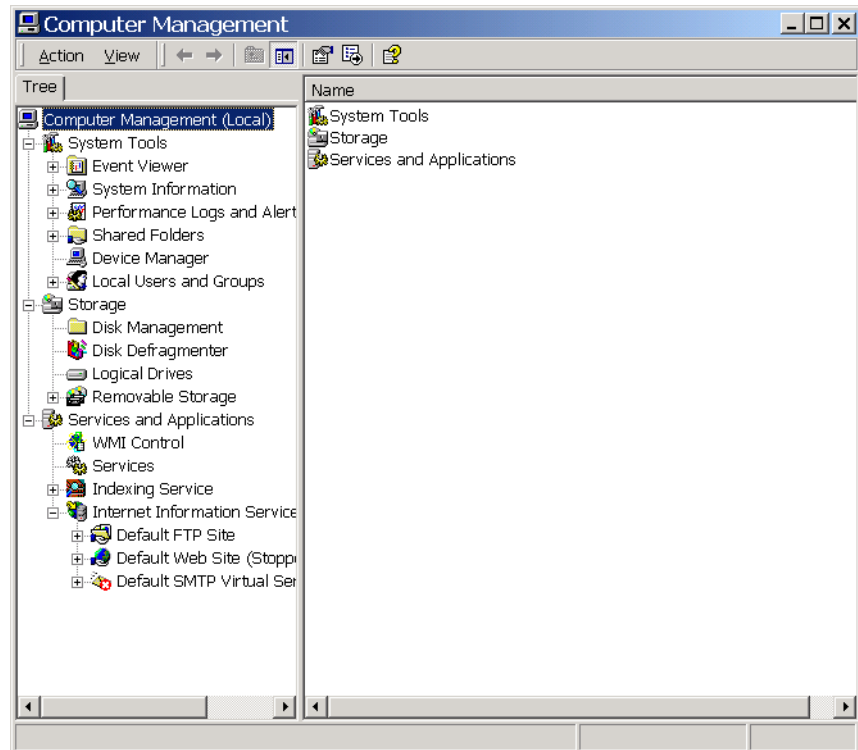 Computer Management
Action View
Tree
Name
Computer Management (Local)
System Tools
Event Viewer
System Information
Performance Logs and Alert
Shared Folders
Device Manager
Local Users and Groups
Storage
Disk Management
Disk Defragmenter
Logical Drives
Removable Storage
Services and Applications
WMI Control
Services
Indexing Service
Internet Information Service
Default FTP Site
Default Web Site (Stopp
Default SMTP Virtual Ser
System Tools
Storage
Services and Applications